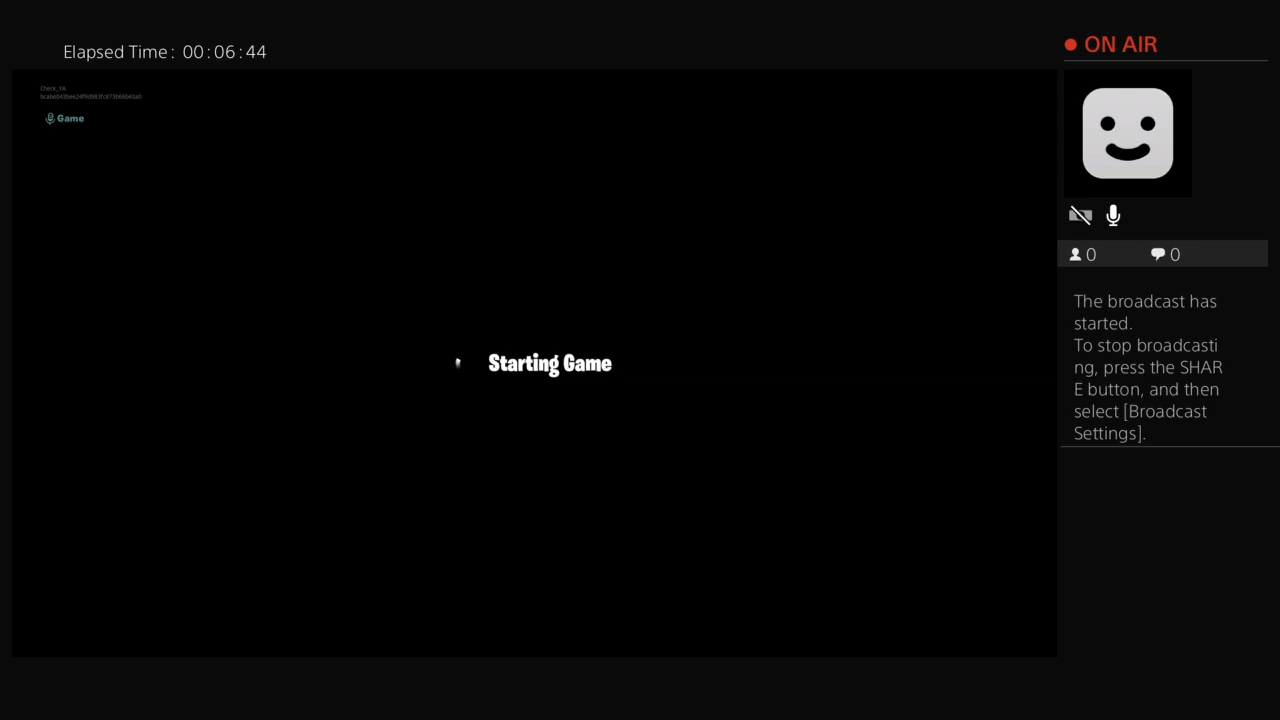 Elapsed Time: 00:06:44
ON AIR
Check_YA
Game
0 0
The broadcast has
started.
To stop broadcasti
ng, press the SHAR
E button, and then
select [Broadcast
Settings].
Starting Game